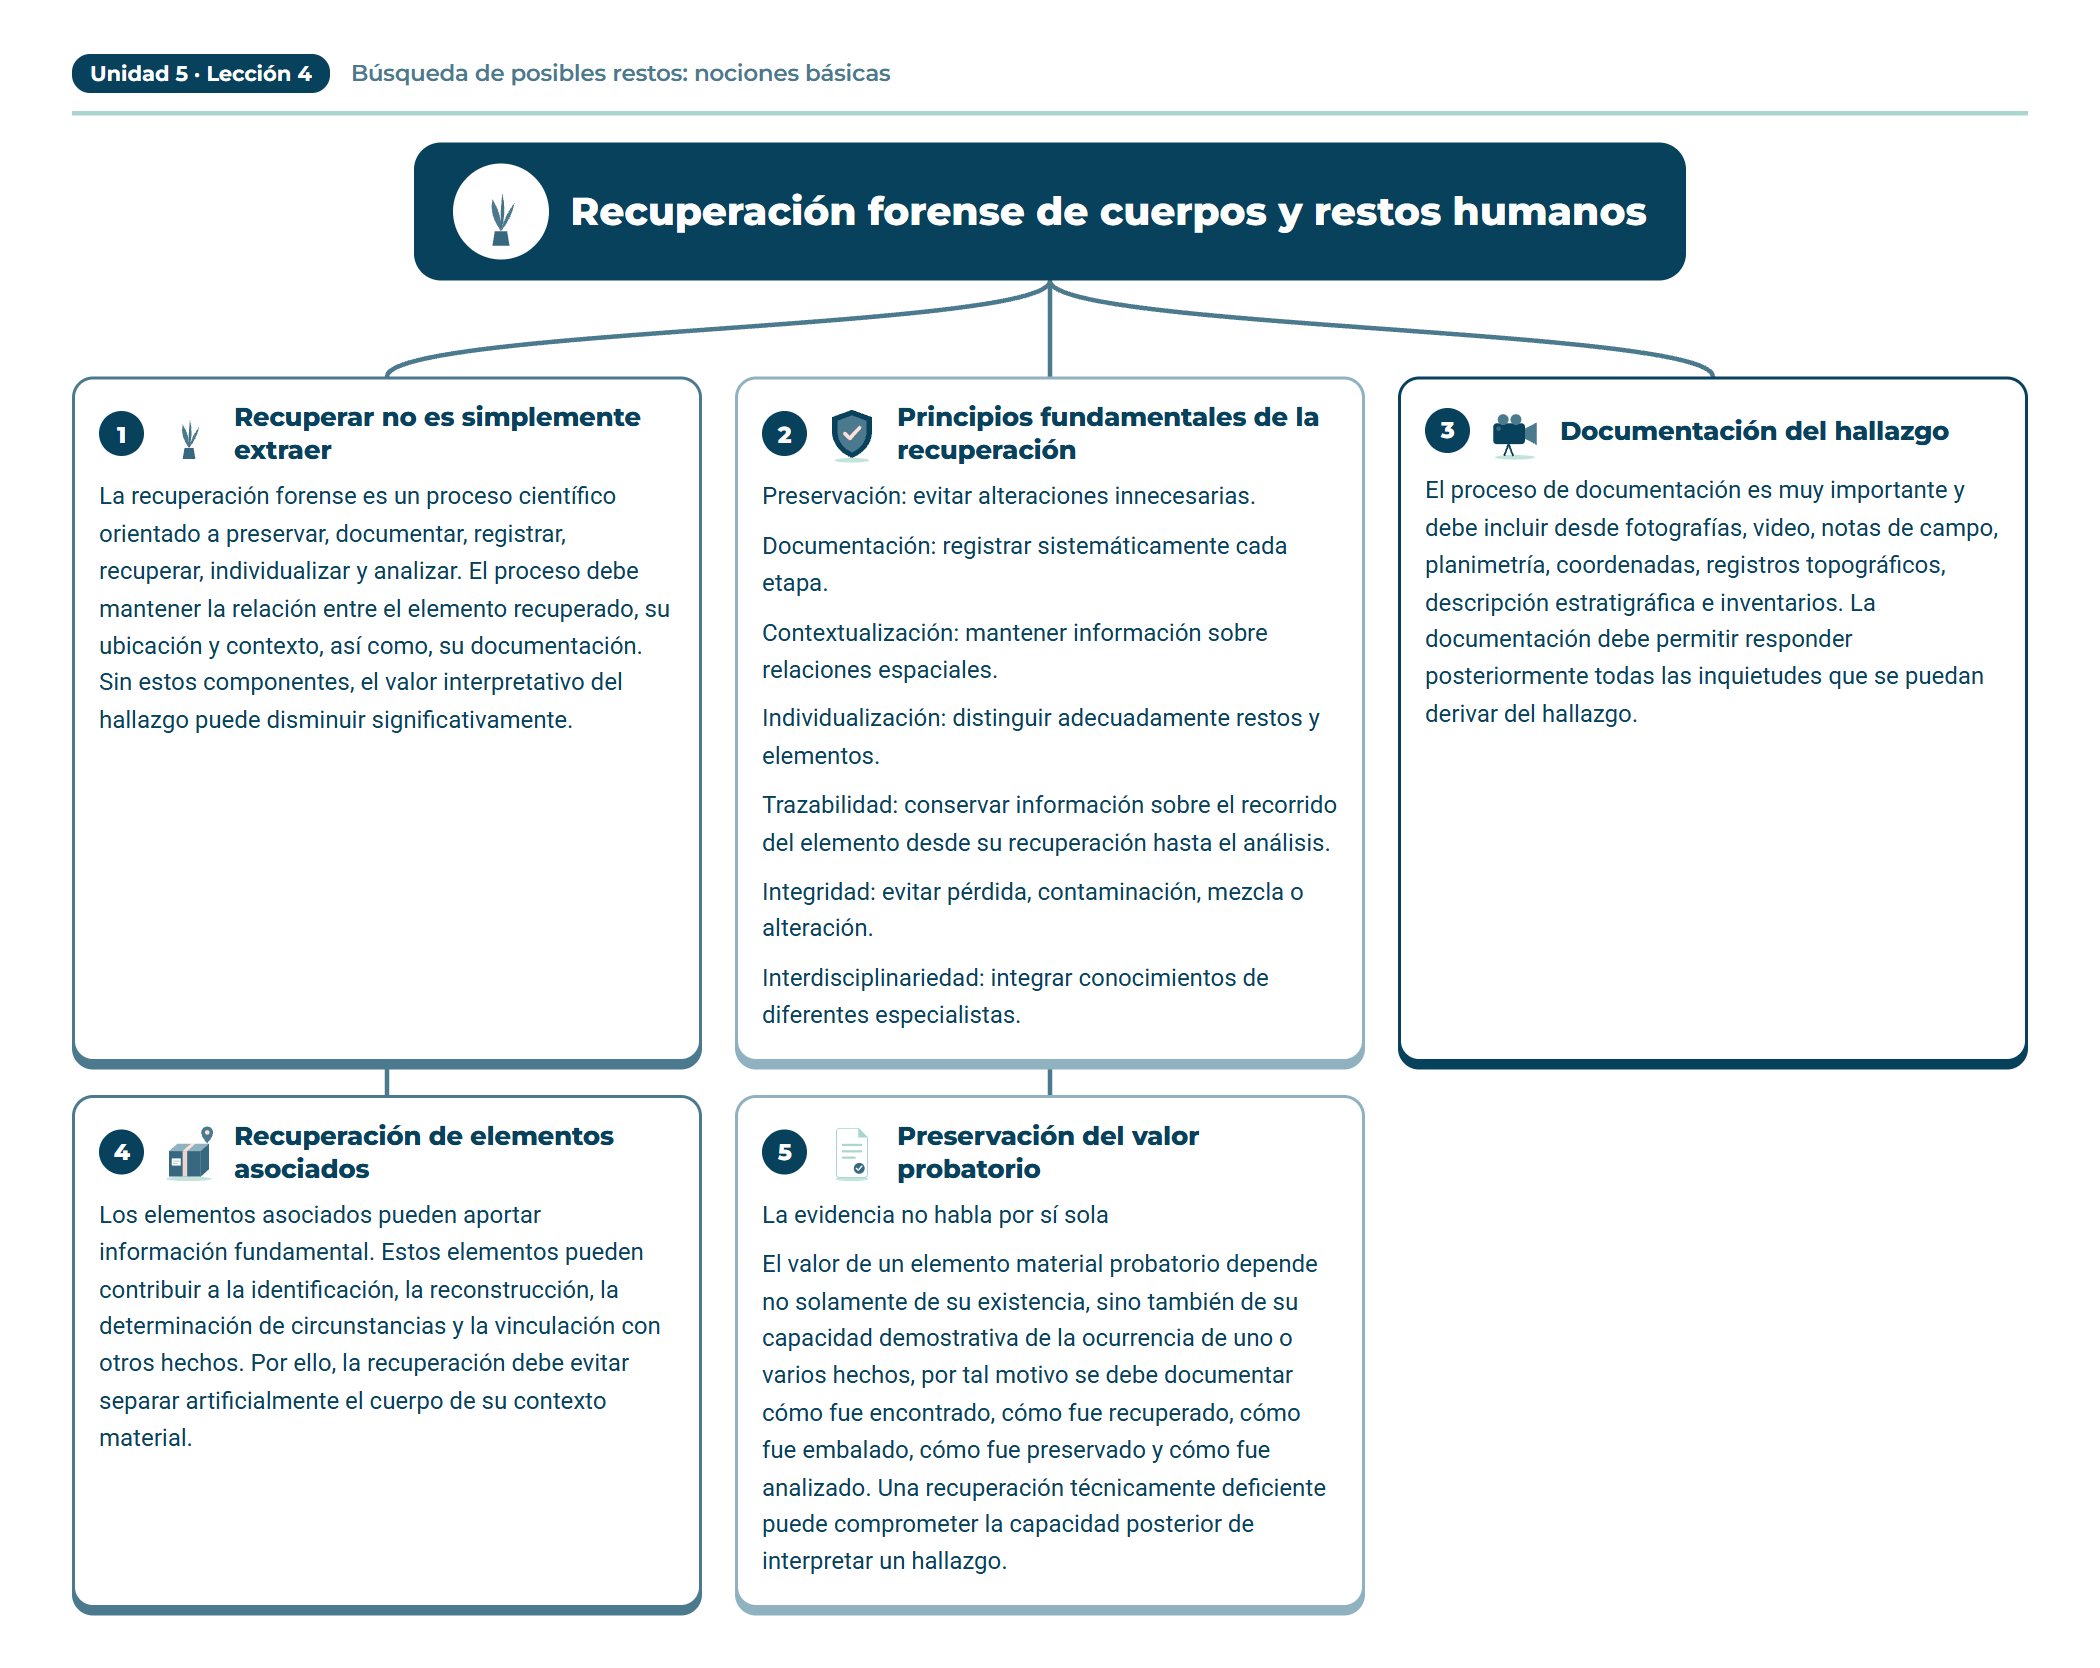 Unidad 5 · Lección 4
Búsqueda de posibles restos: nociones básicas
Recuperación forense de cuerpos y restos humanos
1
Recuperar no es simplemente
extraer
La recuperación forense es un proceso científico
orientado a preservar, documentar, registrar,
recuperar, individualizar y analizar. El proceso debe
mantener la relación entre el elemento recuperado, su
ubicación y contexto, así como, su documentación.
Sin estos componentes, el valor interpretativo del
hallazgo puede disminuir significativamente.
2
Principios fundamentales de la
recuperación
Preservación: evitar alteraciones innecesarias.
Documentación: registrar sistemáticamente cada
etapa.
Contextualización: mantener información sobre
relaciones espaciales.
Individualización: distinguir adecuadamente restos y
elementos.
Trazabilidad: conservar información sobre el recorrido
del elemento desde su recuperación hasta el análisis.
Integridad: evitar pérdida, contaminación, mezcla o
alteración.
Interdisciplinariedad: integrar conocimientos de
diferentes especialistas.
3
Documentación del hallazgo
El proceso de documentación es muy importante y
debe incluir desde fotografías, video, notas de campo,
planimetría, coordenadas, registros topográficos,
descripción estratigráfica e inventarios. La
documentación debe permitir responder
posteriormente todas las inquietudes que se puedan
derivar del hallazgo.
4
Recuperación de elementos
asociados
Los elementos asociados pueden aportar
información fundamental. Estos elementos pueden
contribuir a la identificación, la reconstrucción, la
determinación de circunstancias y la vinculación con
otros hechos. Por ello, la recuperación debe evitar
separar artificialmente el cuerpo de su contexto
material.
5
Preservación del valor
probatorio
La evidencia no habla por sí sola
El valor de un elemento material probatorio depende
no solamente de su existencia, sino también de su
capacidad demostrativa de la ocurrencia de uno o
varios hechos, por tal motivo se debe documentar
cómo fue encontrado, cómo fue recuperado, cómo
fue embalado, cómo fue preservado y cómo fue
analizado. Una recuperación técnicamente deficiente
puede comprometer la capacidad posterior de
interpretar un hallazgo.